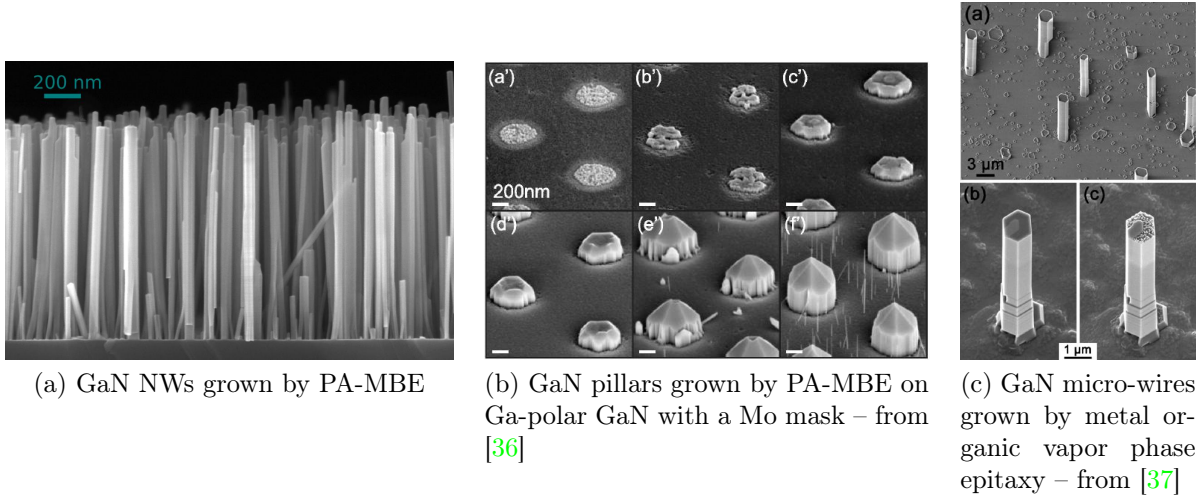 200 nm
(a) GaN NWs grown by PA-MBE
(a')
(b')
(c')
200nm
(d')
(e')
(f')
(b) GaN pillars grown by PA-MBE on
Ga-polar GaN with a Mo mask – from
[36]
(a)
3 µm
(b)
(c)
1 µm
(c) GaN micro-wires
grown by metal or-
ganic vapor phase
epitaxy – from [37]